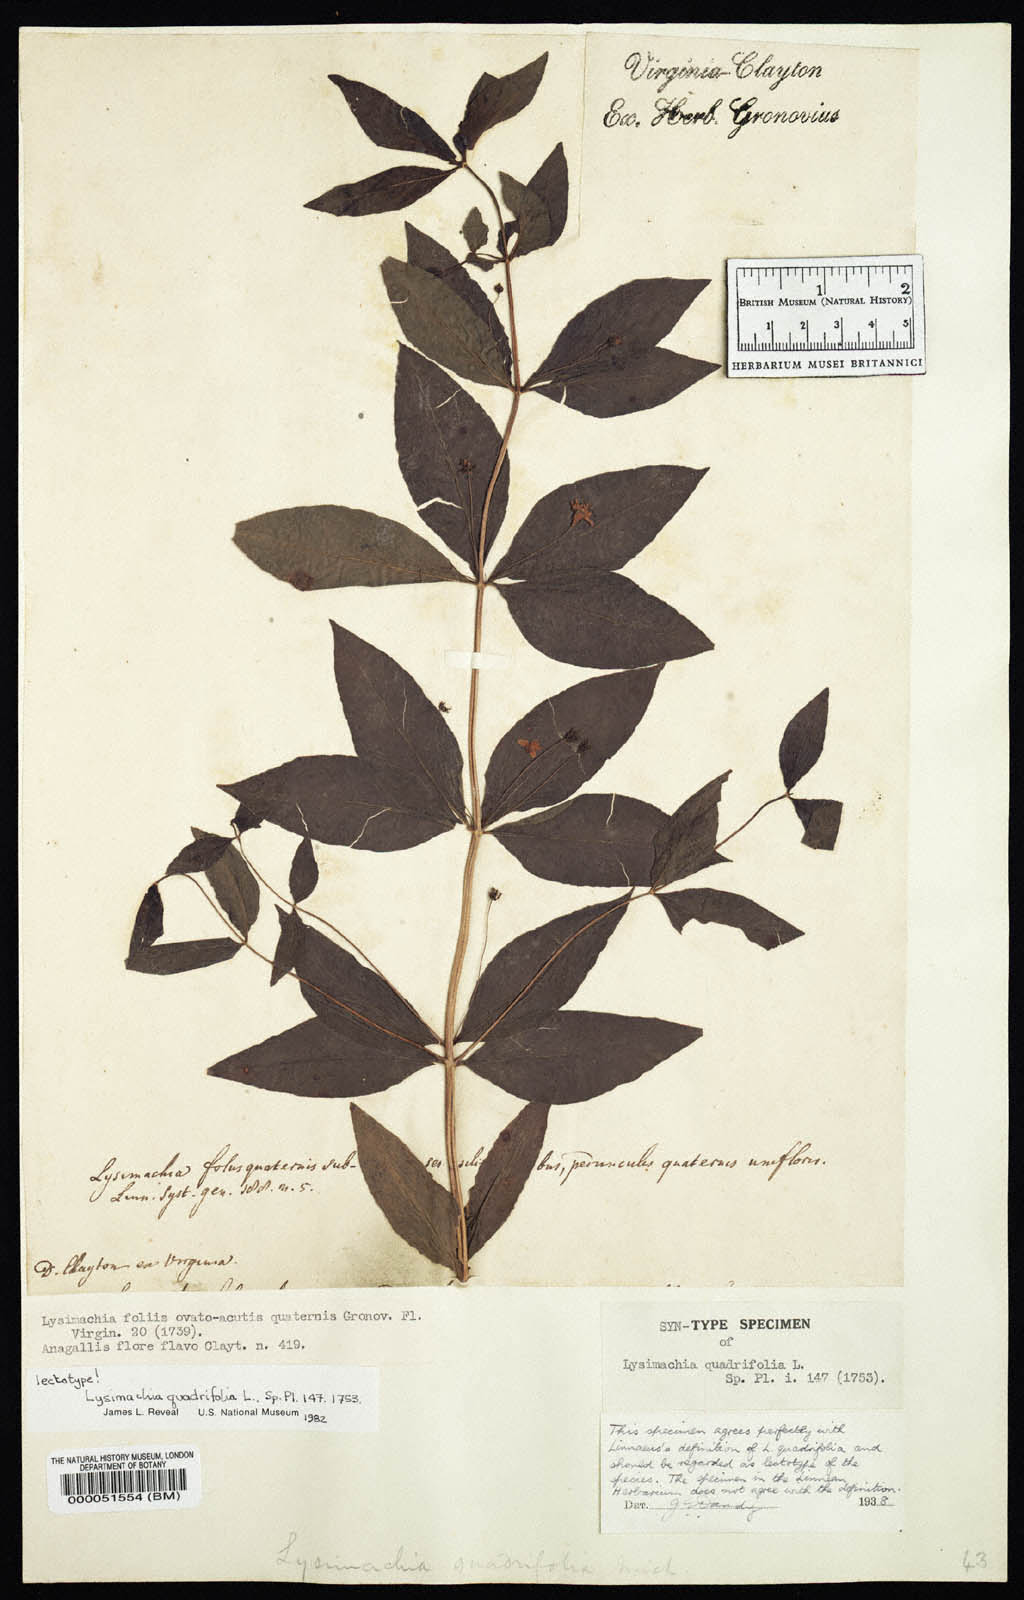 Virginia-Clayton
Ex. Herb. Gronovius
1 2
BRITISH MUSEUM (NATURAL HISTORY)
1 2 3 4 5
HERBARIUM MUSEI BRITANNICI
Lysimachia foliis quaternis sub- ses sili bus, pedunculis quaternis unifloris.
Linn. Syst. gen. 188. n. 5.
D. Clayton ex Virginia.
Lysimachia foliis ovato-acutis quaternis Gronov. Fl.
Virgin. 20 (1739).
Anagallis flore flavo Clayt. n. 419.
lectotype!
Lysimachia quadrifolia L., Sp. Pl. 147. 1753.
James L. Reveal U.S. National Museum 1982
THE NATURAL HISTORY MUSEUM, LONDON
DEPARTMENT OF BOTANY
000051554 (BM)
SYN-TYPE SPECIMEN
of
Lysimachia quadrifolia L.
Sp. Pl. i. 147 (1753).
This specimen agrees perfectly with
Linnaeus's definition of L. quadrifolia and
should be regarded as lectotype of the
species. The specimen in the Linnean
Herbarium does not agree with the definition.
Det. 1938
Lysimachia quadrifolia
43